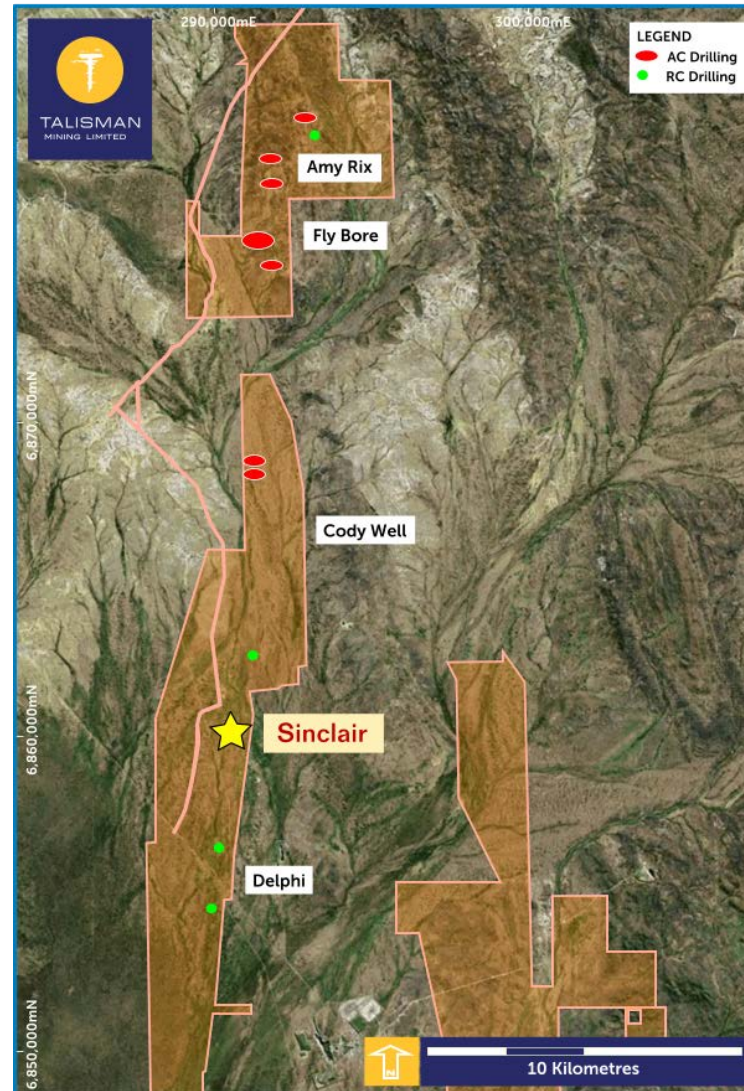 290,000mE
300,000mE
TALISMAN
MINING LIMITED
LEGEND
AC Drilling
RC Drilling
Amy Rix
Fly Bore
6,870,000mN
Cody Well
6,860,000mN
Sinclair
Delphi
6,850,000mN
N
10 Kilometres